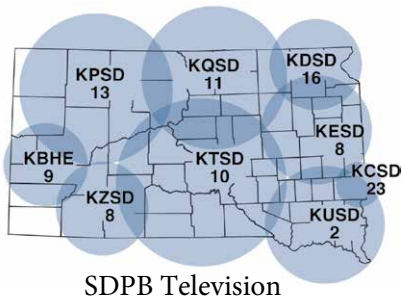 KPSD
13
KQSD
11
KDSD
16
KBHE
9
KTSD
10
KESD
8
KCSD
23
KZSD
8
KUSD
2
SDPB Television